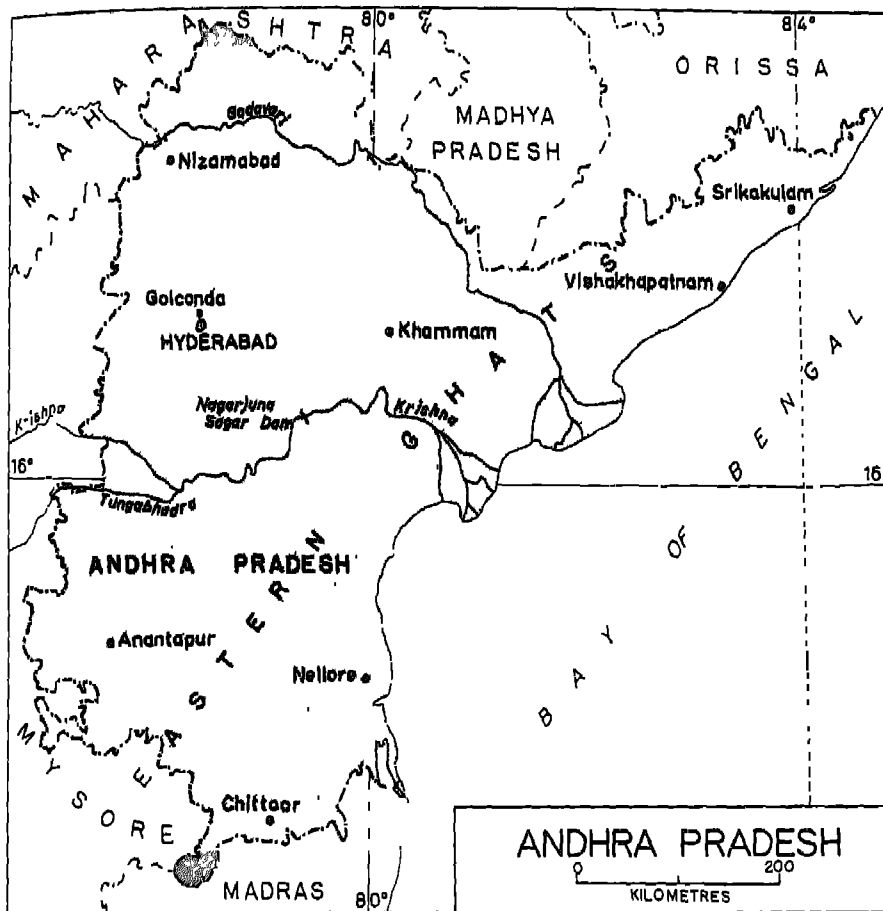 80°
84°
MAHARASHTRA
ORISSA
Godavari
MADHYA
PRADESH
Nizamabad
Srikakulam
Vishakhapatnam
Golconda
HYDERABAD
Khammam
Nagarjuna
Sagar Dam
Krishna
Krishna
16°
16
Tungabhadra
ANDHRA PRADESH
EASTERN GHATS
BAY OF BENGAL
Anantapur
Nellore
MYSORE
Chittoor
MADRAS
80°
ANDHRA PRADESH
0 200
KILOMETRES